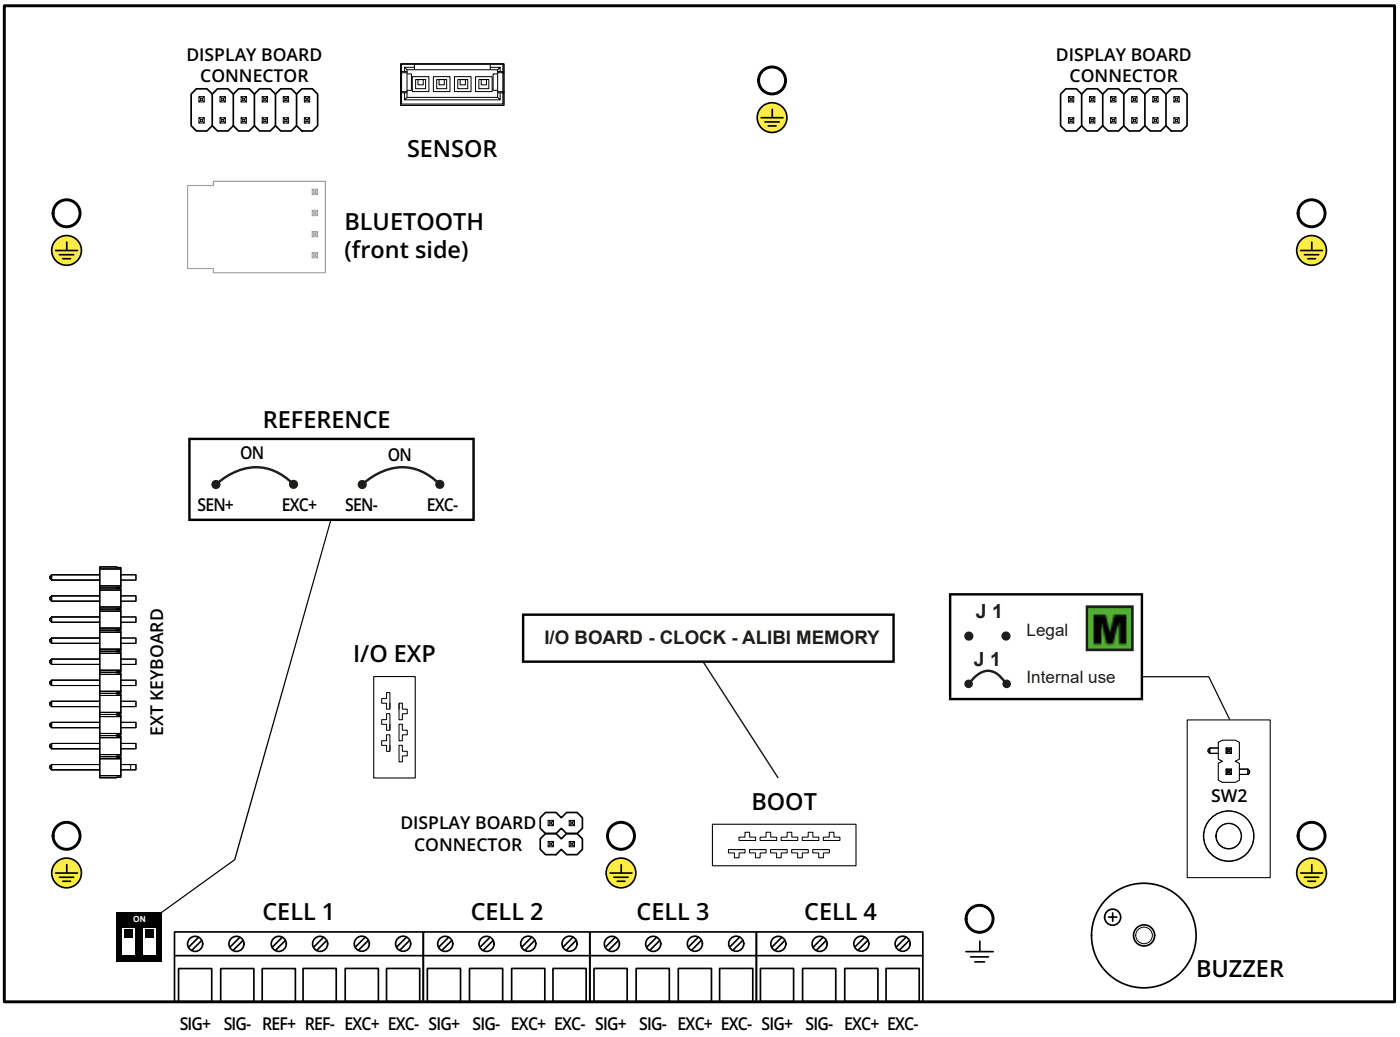 DISPLAY BOARD
CONNECTOR
SENSOR
DISPLAY BOARD
CONNECTOR
BLUETOOTH
(front side)
REFERENCE
ON
ON
SEN+ EXC+ SEN- EXC-
EXT KEYBOARD
I/O EXP
I/O BOARD - CLOCK - ALIBI MEMORY
J 1
Legal
M
J 1
Internal use
BOOT
SW2
DISPLAY BOARD
CONNECTOR
ON
CELL 1 CELL 2 CELL 3 CELL 4
BUZZER
SIG+ SIG- REF+ REF- EXC+ EXC- SIG+ SIG- EXC+ EXC- SIG+ SIG- EXC+ EXC- SIG+ SIG- EXC+ EXC-